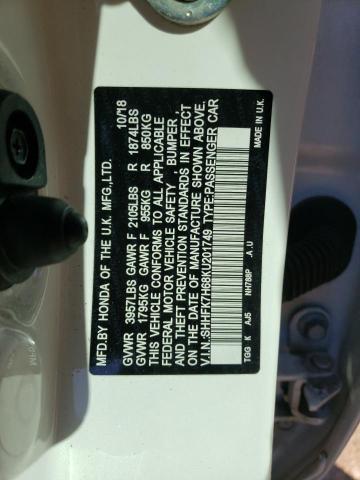 MFD.BY HONDA OF THE U.K. MFG.,LTD. 10/18
GVWR 3957LBS GAWR F 2105LBS R 1874LBS
GVWR 1795KG GAWR F 955KG R 850KG
THIS VEHICLE CONFORMS TO ALL APPLICABLE
FEDERAL MOTOR VEHICLE SAFETY , BUMPER ,
AND THEFT PREVENTION STANDARDS IN EFFECT
ON THE DATE OF MANUFACTURE SHOWN ABOVE.
V.I.N.:SHHFK7H68KU201749 TYPE:PASSENGER CAR
TGG K AJ5 NH788P .A.U MADE IN U.K.